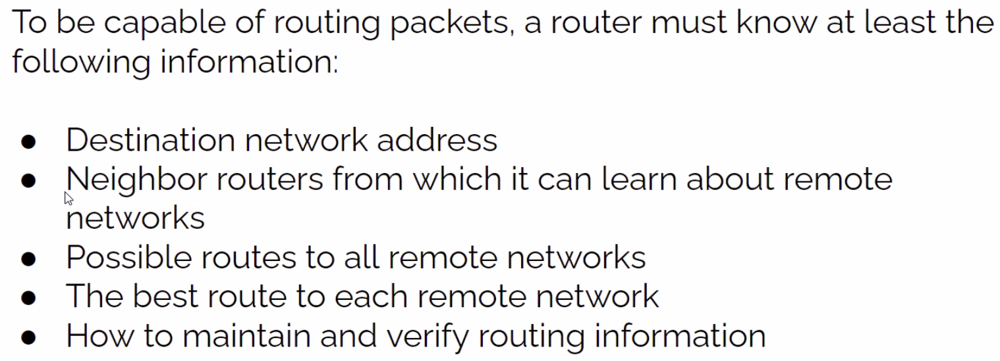 To be capable of routing packets, a router must know at least the
following information:
● Destination network address
● Neighbor routers from which it can learn about remote
networks
● Possible routes to all remote networks
● The best route to each remote network
● How to maintain and verify routing information